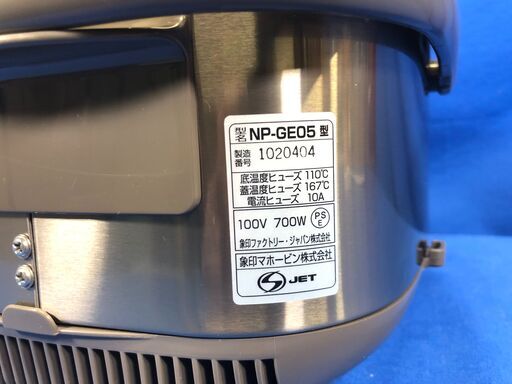 型名 NP-GE05 型
製造番号 1020404
底温度ヒューズ 110℃
蓋温度ヒューズ 167℃
電流ヒューズ 10A
100V 700W PSE
象印ファクトリー・ジャパン株式会社
象印マホービン株式会社
S JET